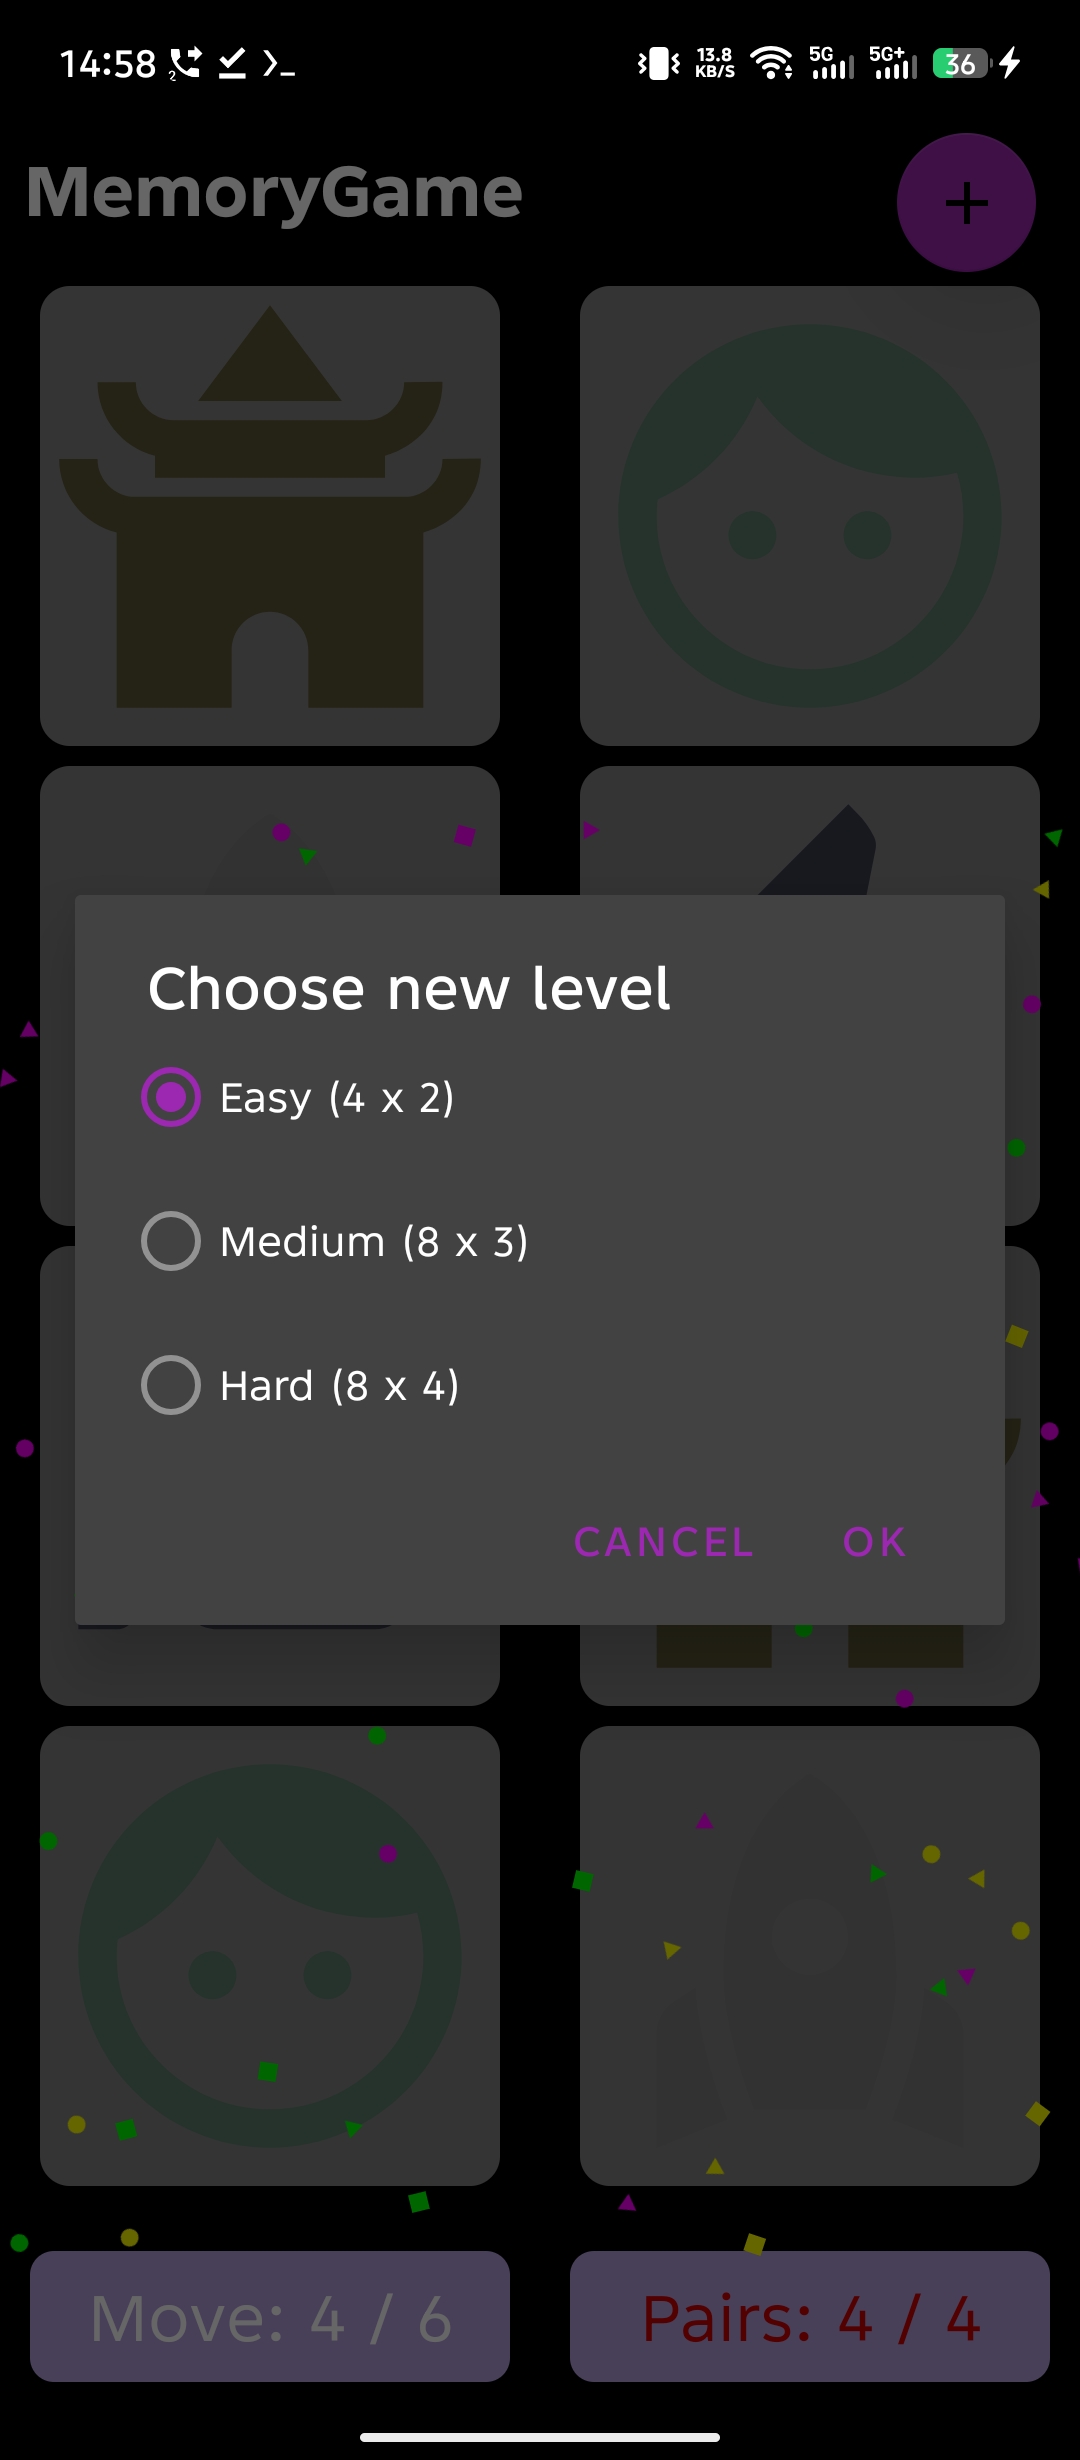 14:58
2
13.8
KB/S
5G
5G+
36
MemoryGame
Choose new level
Easy (4 x 2)
Medium (8 x 3)
Hard (8 x 4)
CANCEL
OK
Move: 4 / 6
Pairs: 4 / 4